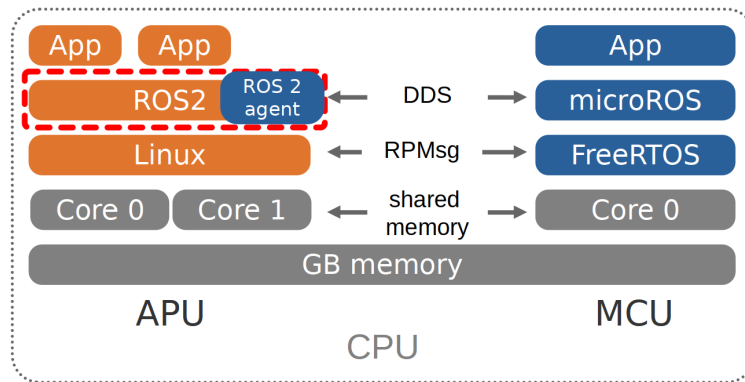 App App App
ROS2 ROS 2
agent DDS microROS
Linux RPMsg FreeRTOS
Core 0 Core 1 shared
memory Core 0
GB memory
APU MCU
CPU